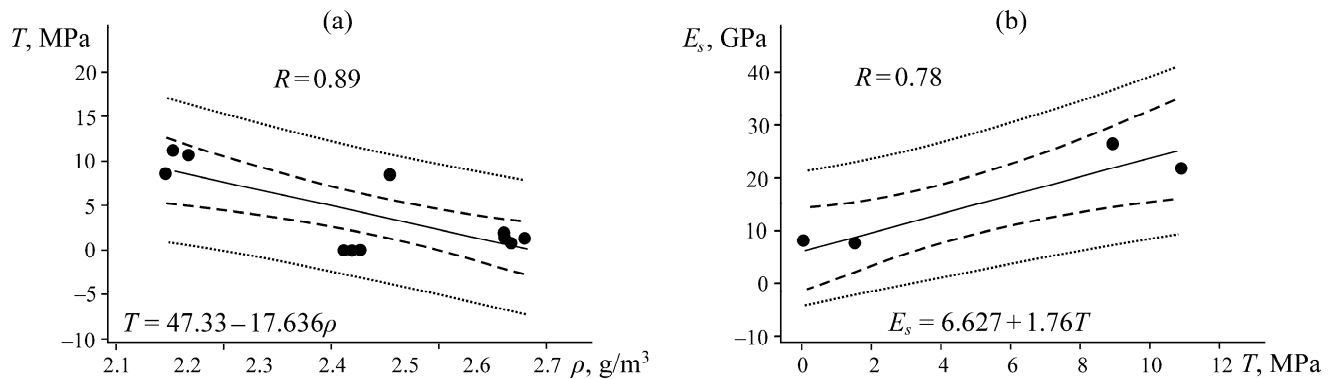 (a)
T, MPa
20
15
10
5
0
–5
–10
R = 0.89
T = 47.33 – 17.636ρ
2.1 2.2 2.3 2.4 2.5 2.6 2.7 ρ, g/m³
(b)
Eₛ, GPa
40
30
20
10
0
–10
R = 0.78
Eₛ = 6.627 + 1.76T
0 2 4 6 8 10 12 T, MPa